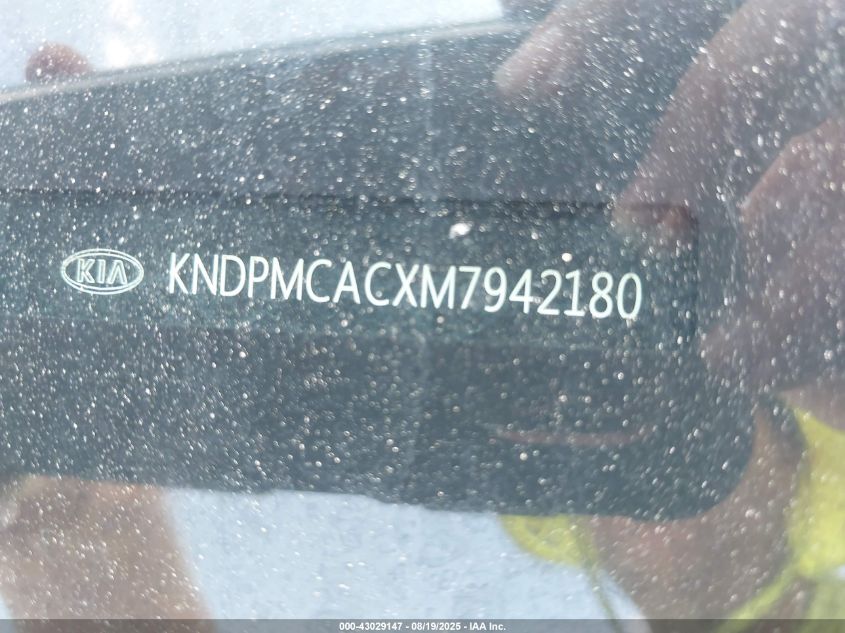 KIA KNDPMCACXM7942180
000-43029147 - 08/19/2025 - IAA Inc.